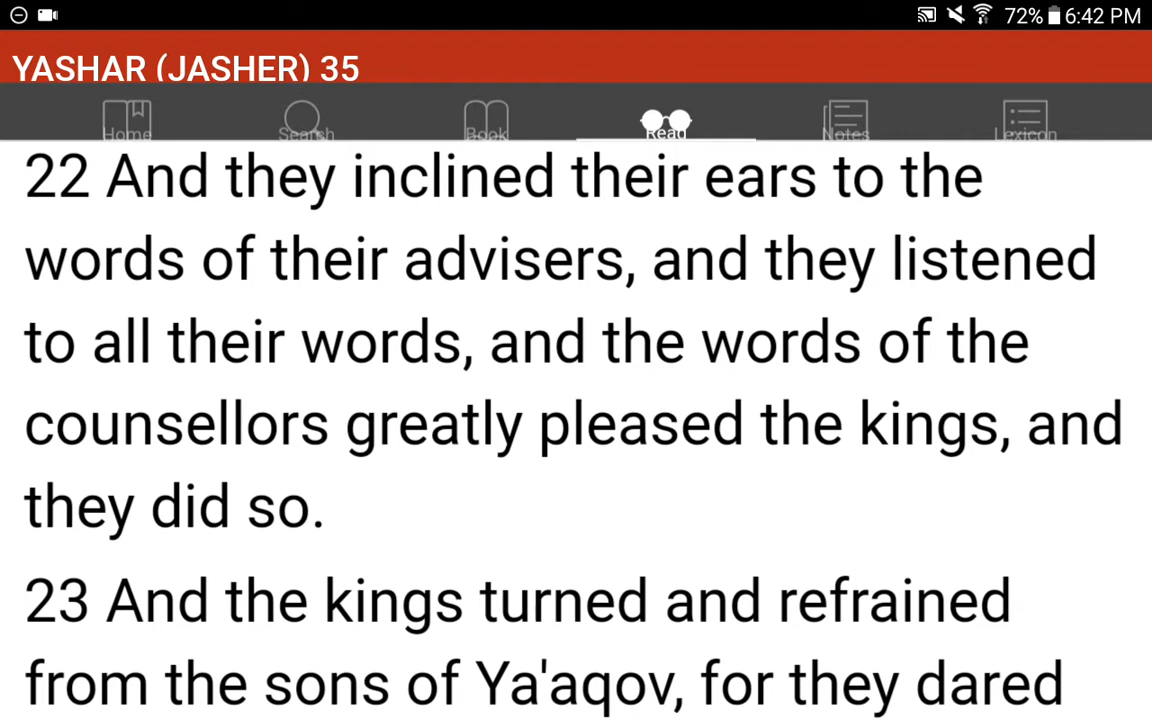 72% 6:42 PM
YASHAR (JASHER) 35
Home Search Book Read Notes Lexicon
22 And they inclined their ears to the
words of their advisers, and they listened
to all their words, and the words of the
counsellors greatly pleased the kings, and
they did so.
23 And the kings turned and refrained
from the sons of Ya'aqov, for they dared